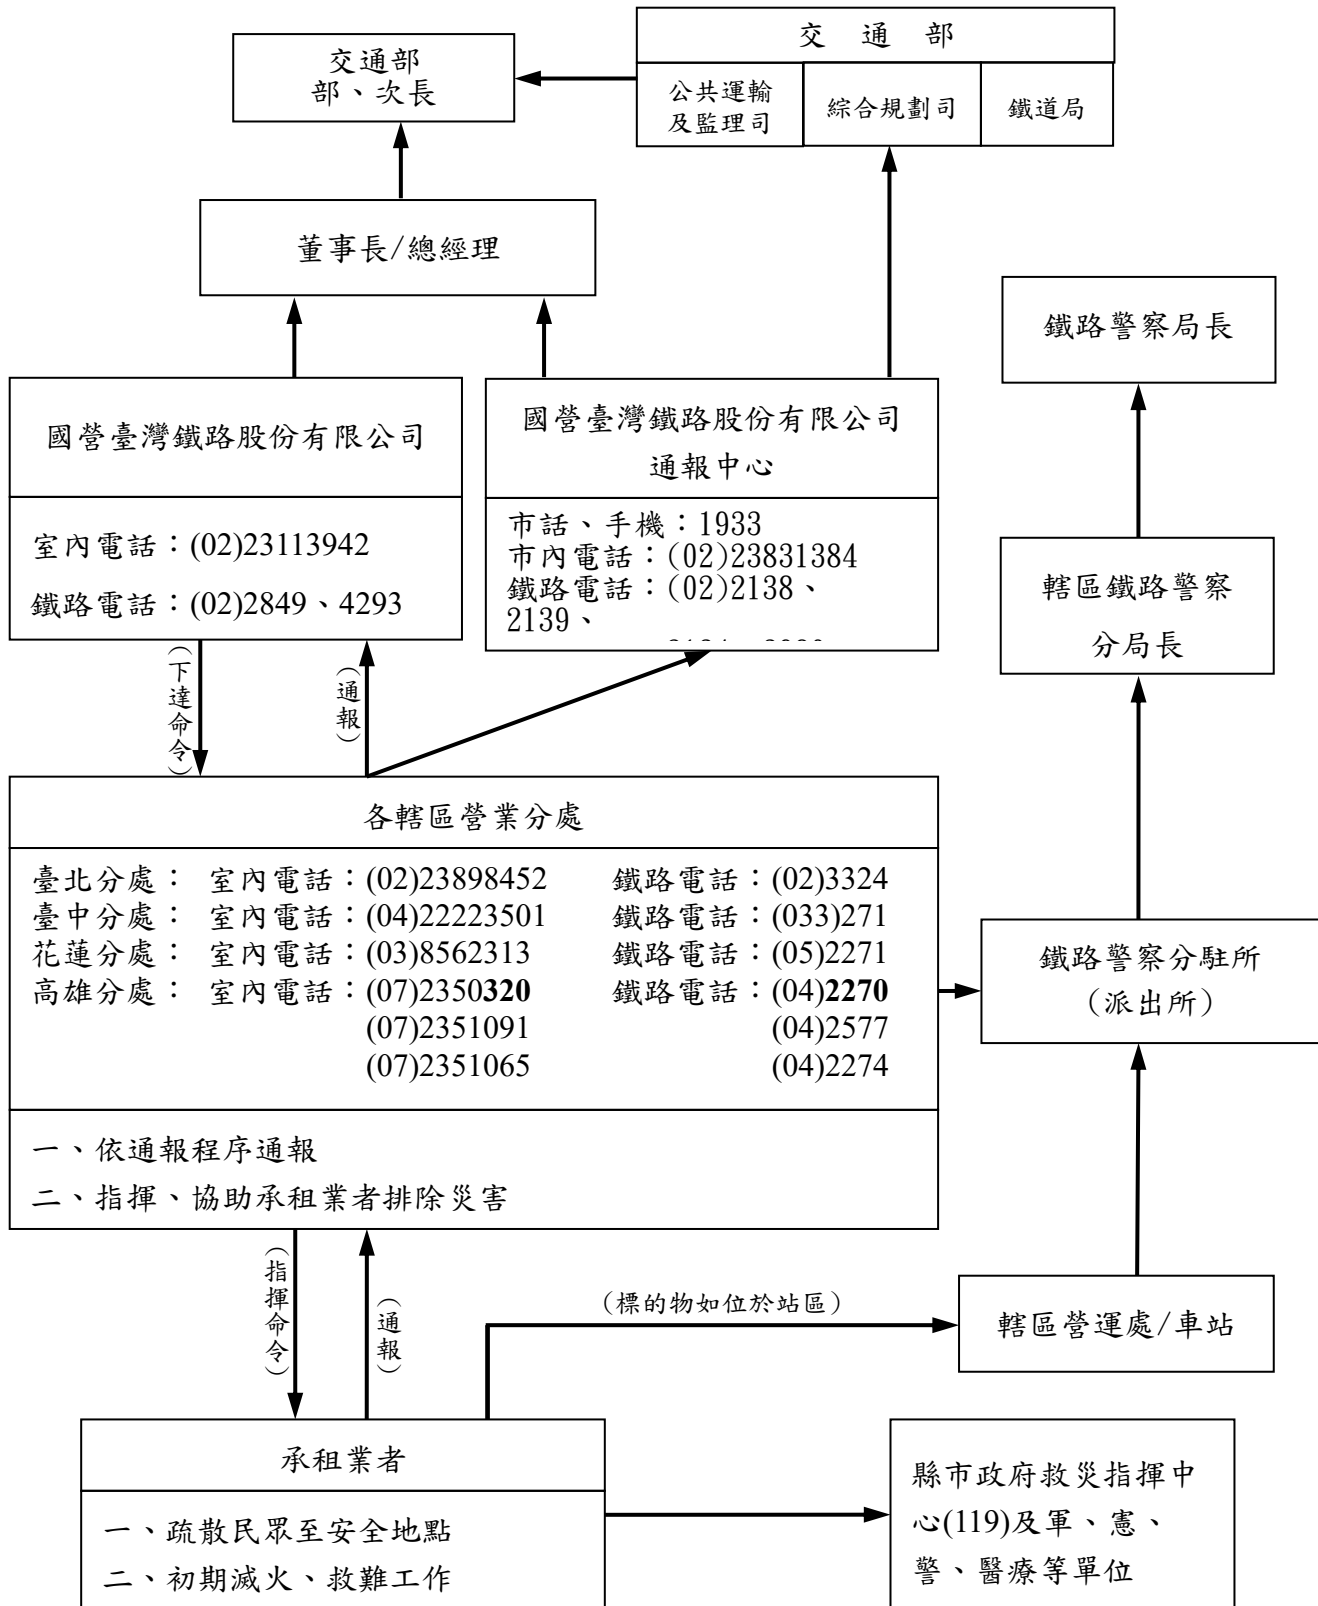 交通部
公共運輸
及監理司
綜合規劃司
鐵道局
交通部
部、次長
董事長/總經理
鐵路警察局長
國營臺灣鐵路股份有限公司
室內電話：(02)23113942
鐵路電話：(02)2849、4293
國營臺灣鐵路股份有限公司
通報中心
市話、手機：1933
市內電話：(02)23831384
鐵路電話：(02)2138、
2139、
轄區鐵路警察
分局長
(下達命令)
(通報)
各轄區營業分處
臺北分處： 室內電話：(02)23898452 鐵路電話：(02)3324
臺中分處： 室內電話：(04)22223501 鐵路電話：(033)271
花蓮分處： 室內電話：(03)8562313 鐵路電話：(05)2271
高雄分處： 室內電話：(07)2350320 鐵路電話：(04)2270
(07)2351091 (04)2577
(07)2351065 (04)2274
一、依通報程序通報
二、指揮、協助承租業者排除災害
鐵路警察分駐所
（派出所）
(指揮命令)
(通報)
（標的物如位於站區）
轄區營運處/車站
承租業者
一、疏散民眾至安全地點
二、初期滅火、救難工作
縣市政府救災指揮中
心(119)及軍、憲、
警、醫療等單位